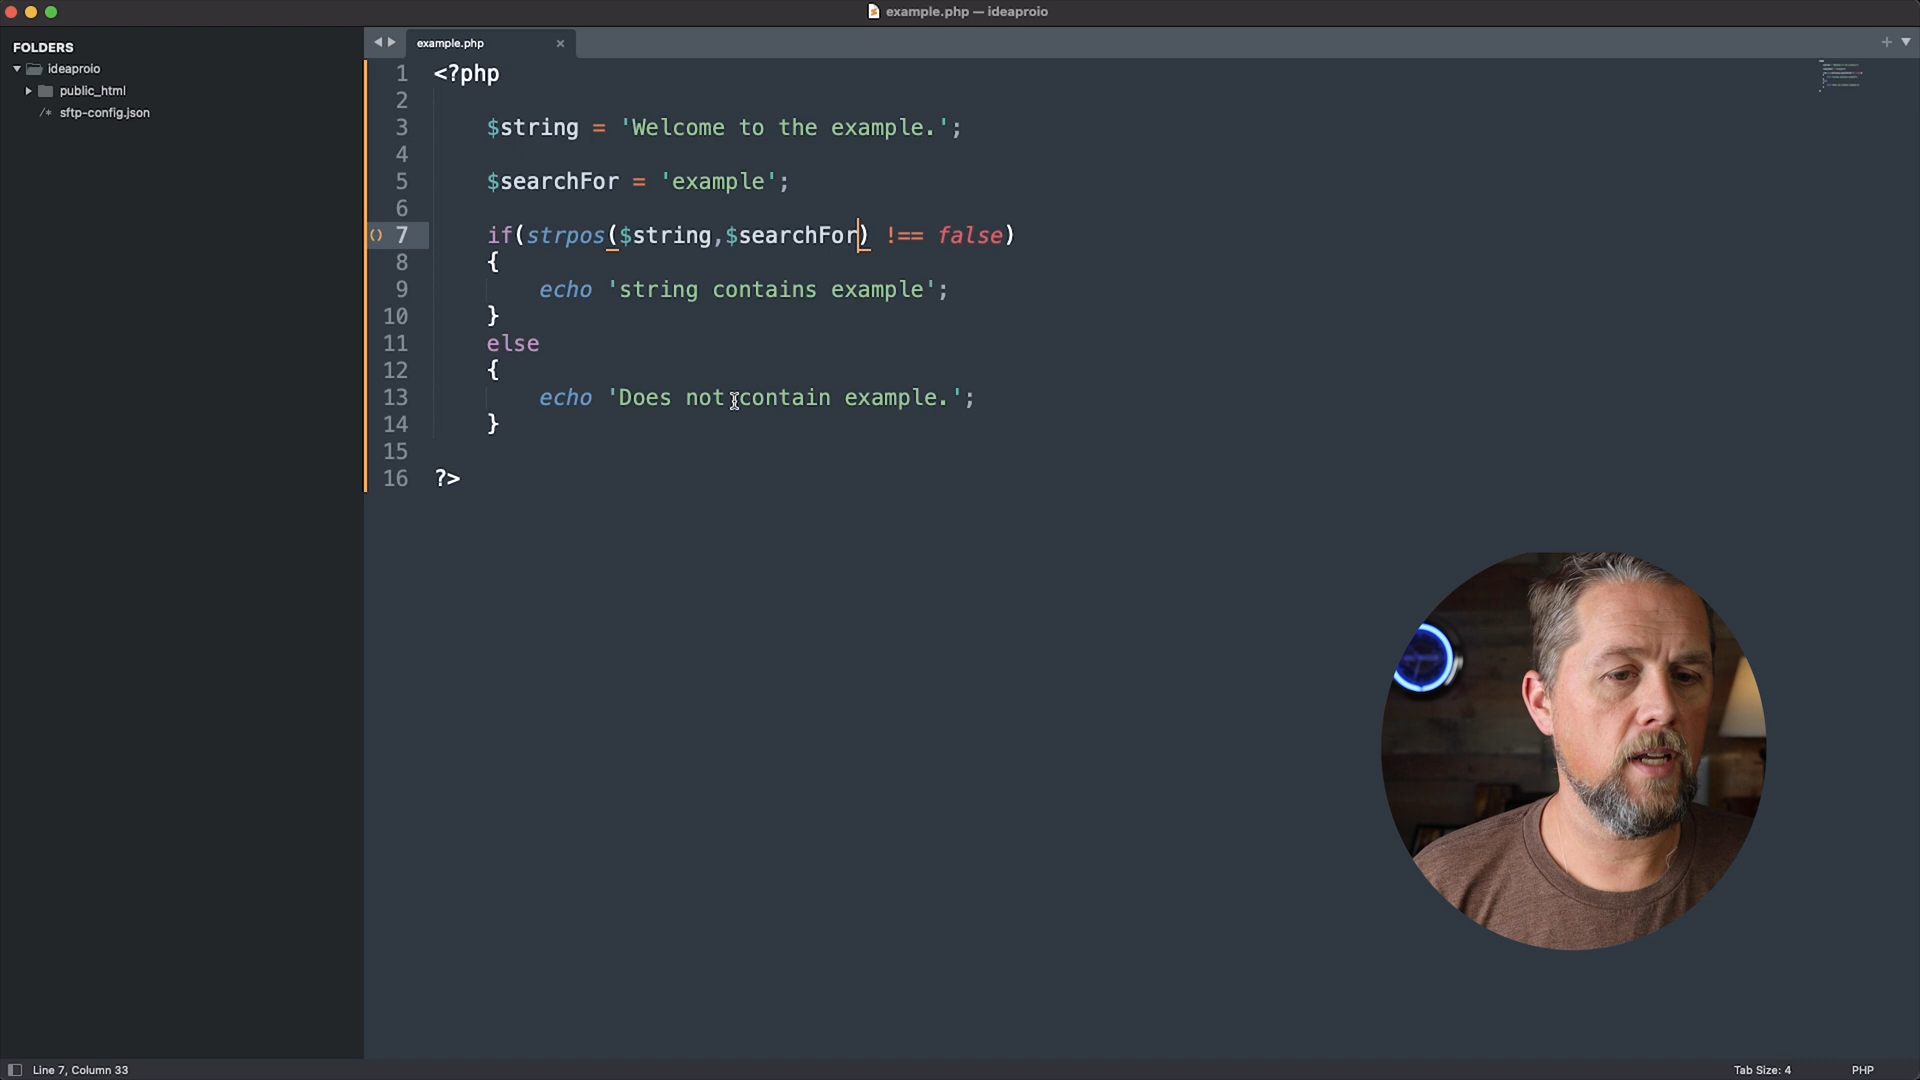 example.php — ideaproio
FOLDERS
ideaproio
public_html
/* sftp-config.json
example.php ×
1 <?php
2
3 $string = 'Welcome to the example.';
4
5 $searchFor = 'example';
6
() 7 if(strpos($string,$searchFor) !== false)
8 {
9 echo 'string contains example';
10 }
11 else
12 {
13 echo 'Does not contain example.';
14 }
15
16 ?>
Line 7, Column 33
Tab Size: 4
PHP